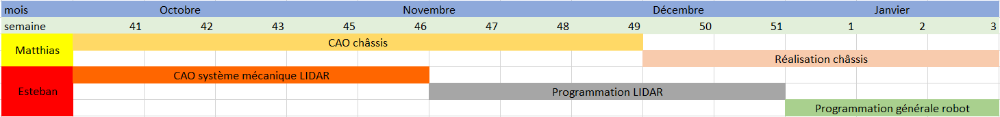 mois Octobre Novembre Décembre Janvier
semaine 41 42 43 45 46 47 48 49 50 51 1 2 3
Matthias CAO châssis
Réalisation châssis
Esteban CAO système mécanique LIDAR
Programmation LIDAR
Programmation générale robot